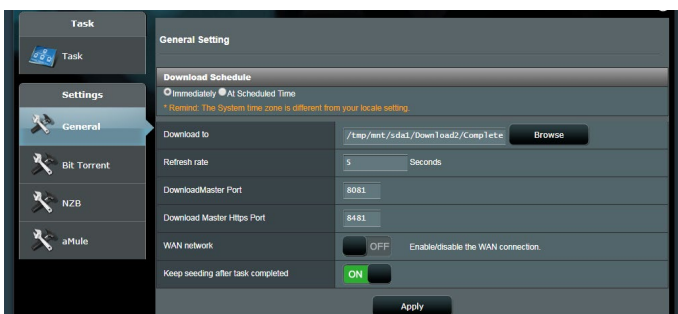 Task
Task
Settings
General
Bit Torrent
NZB
aMule
General Setting
Download Schedule
Immediately At Scheduled Time
* Remind: The System time zone is different from your locale setting.
Download to /tmp/mnt/sda1/Download2/Complete Browse
Refresh rate 5 Seconds
DownloadMaster Port 8081
Download Master Https Port 8481
WAN network OFF Enable/disable the WAN connection.
Keep seeding after task completed ON
Apply